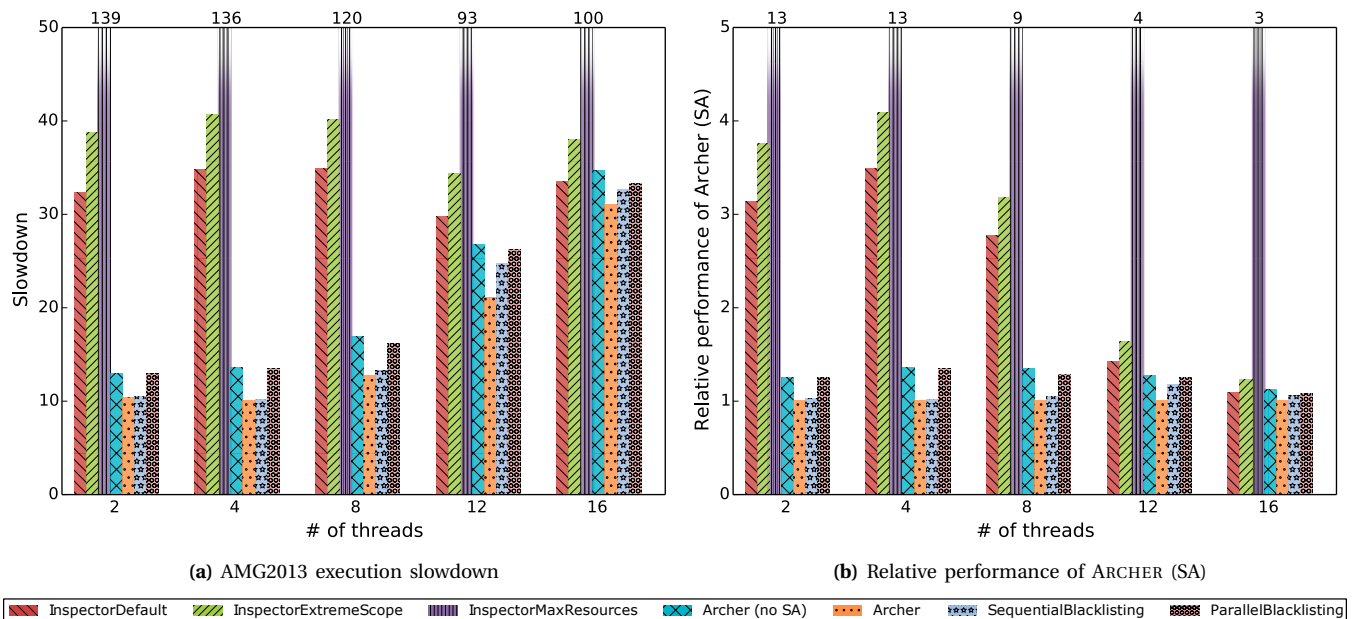 139 136 120 93 100
50
40
30
20
10
0
Slowdown
2 4 8 12 16
# of threads
(a) AMG2013 execution slowdown
13 13 9 4 3
5
4
3
2
1
0
Relative performance of Archer (SA)
2 4 8 12 16
# of threads
(b) Relative performance of ARCHER (SA)
InspectorDefault InspectorExtremeScope InspectorMaxResources Archer (no SA) Archer SequentialBlacklisting ParallelBlacklisting